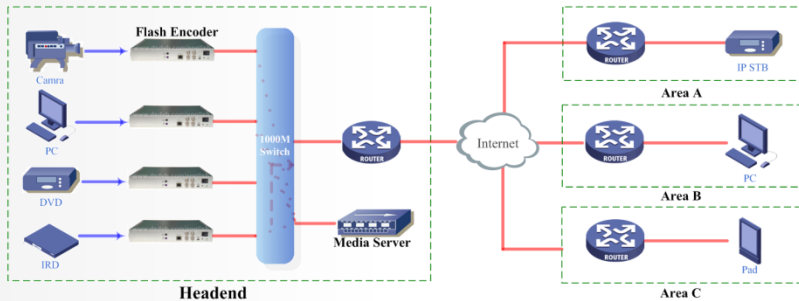 Flash Encoder
Camra
PC
DVD
IRD
1000M
Switch
ROUTER
Media Server
Headend
Internet
ROUTER
IP STB
Area A
ROUTER
PC
Area B
ROUTER
Pad
Area C